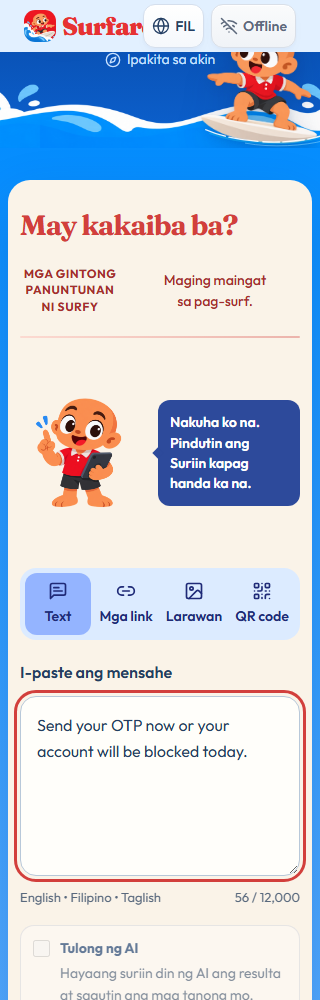 FIL
Offline
Ipakita sa akin
May kakaiba ba?
MGA GINTONG
PANUNTUNAN
NI SURFY
Maging maingat
sa pag-surf.
Nakuha ko na.
Pindutin ang
Suriin kapag
handa ka na.
Text
Mga link
Larawan
QR code
I-paste ang mensahe
Send your OTP now or your
account will be blocked today.
English • Filipino • Taglish
56 / 12,000
Tulong ng AI
Hayaang suriin din ng AI ang resulta
at sagutin ang mga tanong mo.